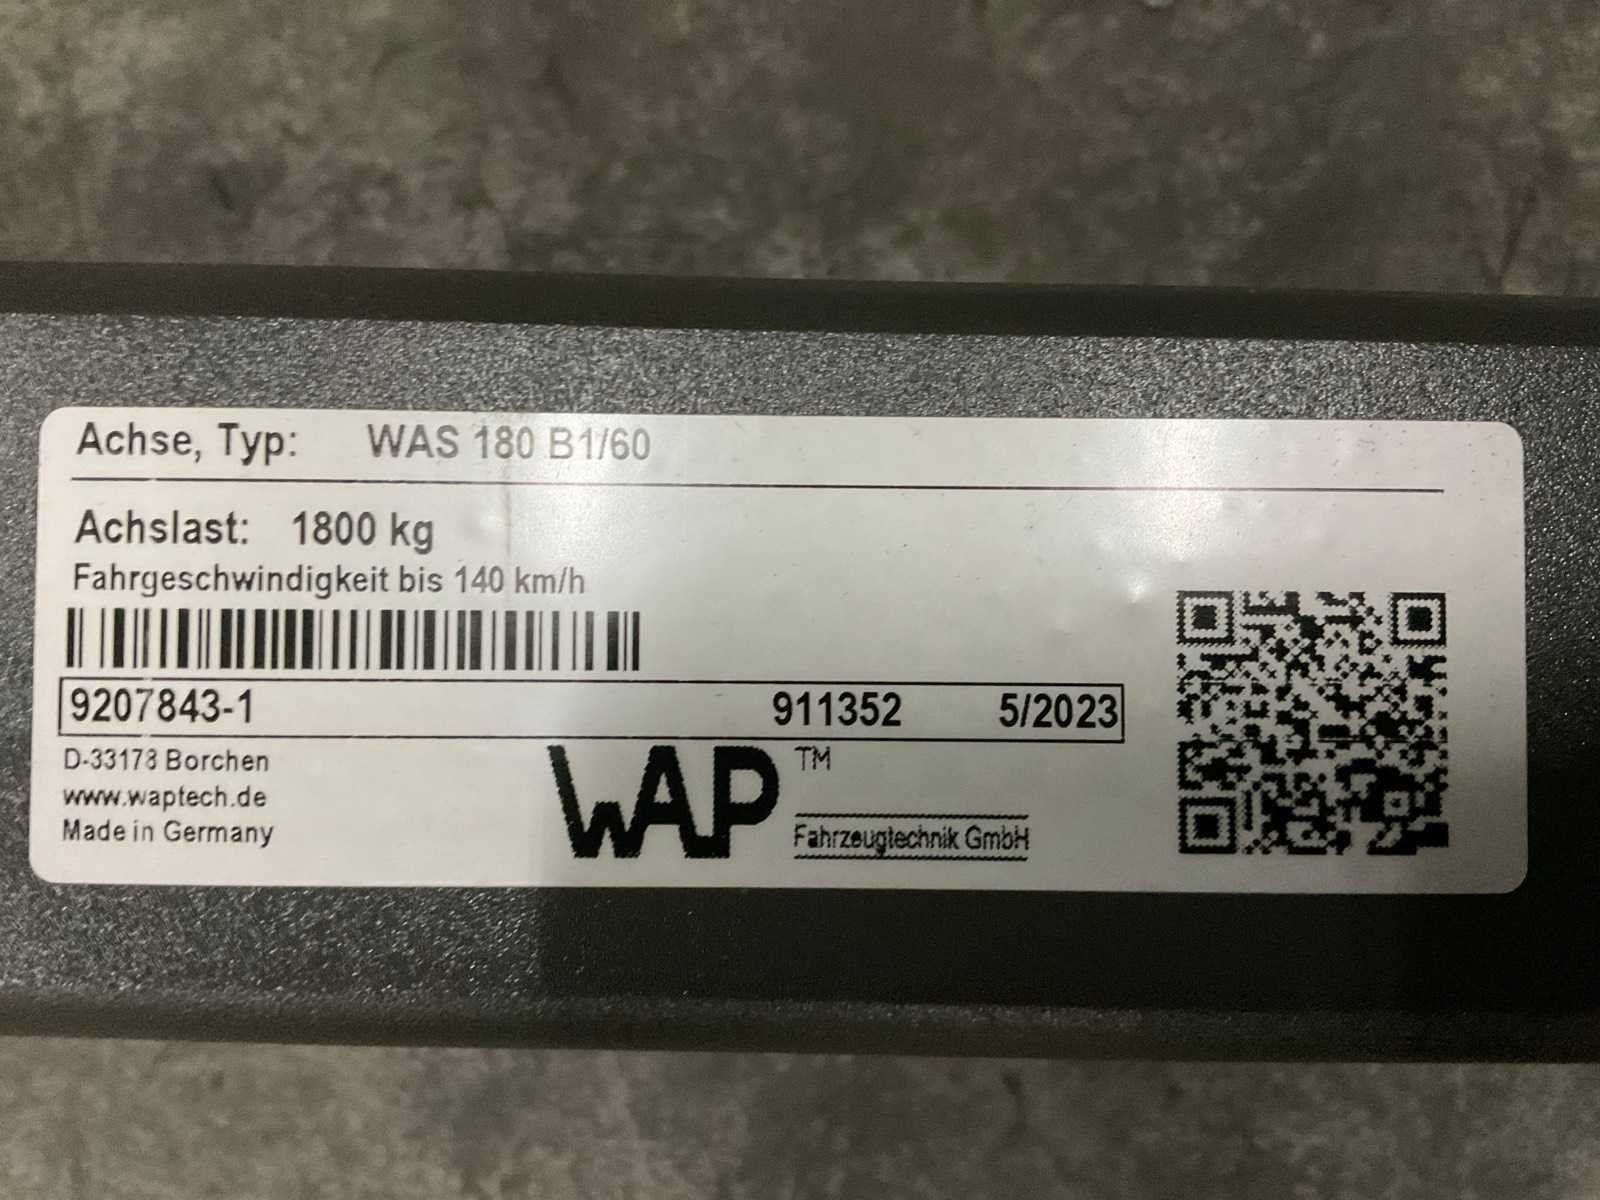 Achse, Typ: WAS 180 B1/60
Achslast: 1800 kg
Fahrgeschwindigkeit bis 140 km/h
9207843-1 911352 5/2023
D-33178 Borchen
www.waptech.de
Made in Germany
WAP TM
Fahrzeugtechnik GmbH